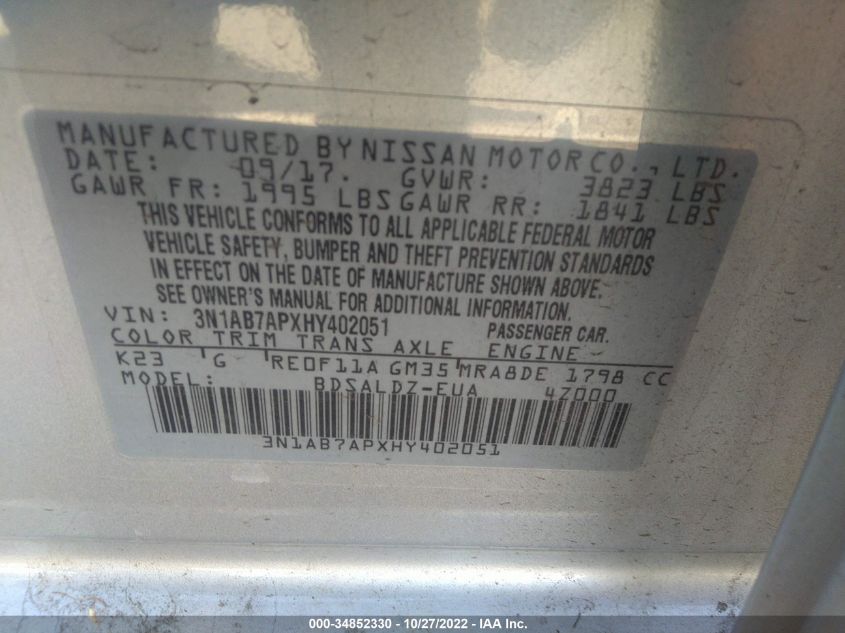 MANUFACTURED BY NISSAN MOTOR CO., LTD.
DATE: 09/17. GVWR: 3823 LBS
GAWR FR: 1995 LBS GAWR RR: 1841 LBS
THIS VEHICLE CONFORMS TO ALL APPLICABLE FEDERAL MOTOR
VEHICLE SAFETY, BUMPER AND THEFT PREVENTION STANDARDS
IN EFFECT ON THE DATE OF MANUFACTURE SHOWN ABOVE.
SEE OWNER'S MANUAL FOR ADDITIONAL INFORMATION.
VIN: 3N1AB7APXHY402051 PASSENGER CAR.
COLOR TRIM TRANS AXLE ENGINE
K23 G RE0F11A GM35 MRA8DE 1798 CC
MODEL: BDSALDZ-EUA 4Z000
3N1AB7APXHY402051
000-34852330 - 10/27/2022 - IAA Inc.